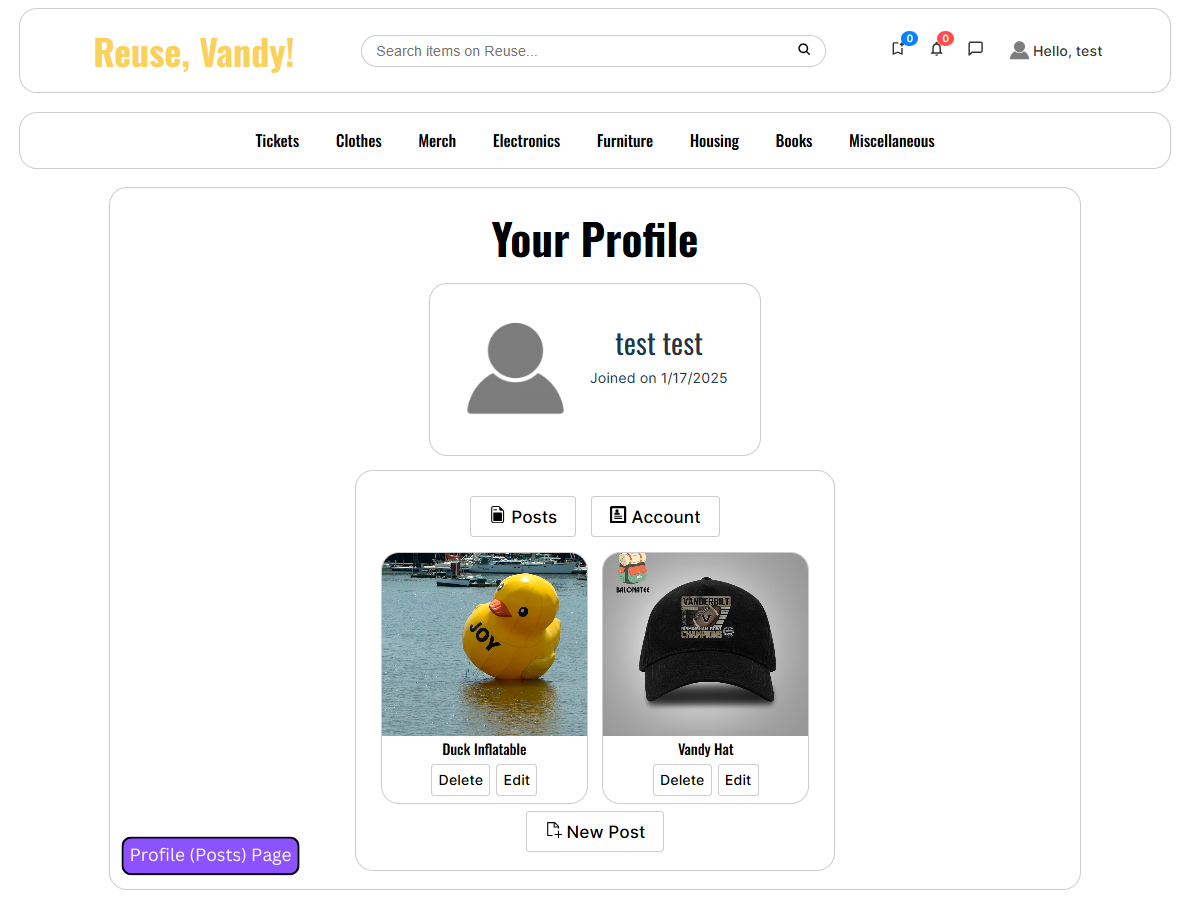 Reuse, Vandy!
Search items on Reuse...
0
0
Hello, test
Tickets Clothes Merch Electronics Furniture Housing Books Miscellaneous
Your Profile
test test
Joined on 1/17/2025
Posts
Account
JOY
BALONATEE
VANDERBILT
V
CHAMPIONS
Duck Inflatable
Vandy Hat
Delete Edit
Delete Edit
New Post
Profile (Posts) Page